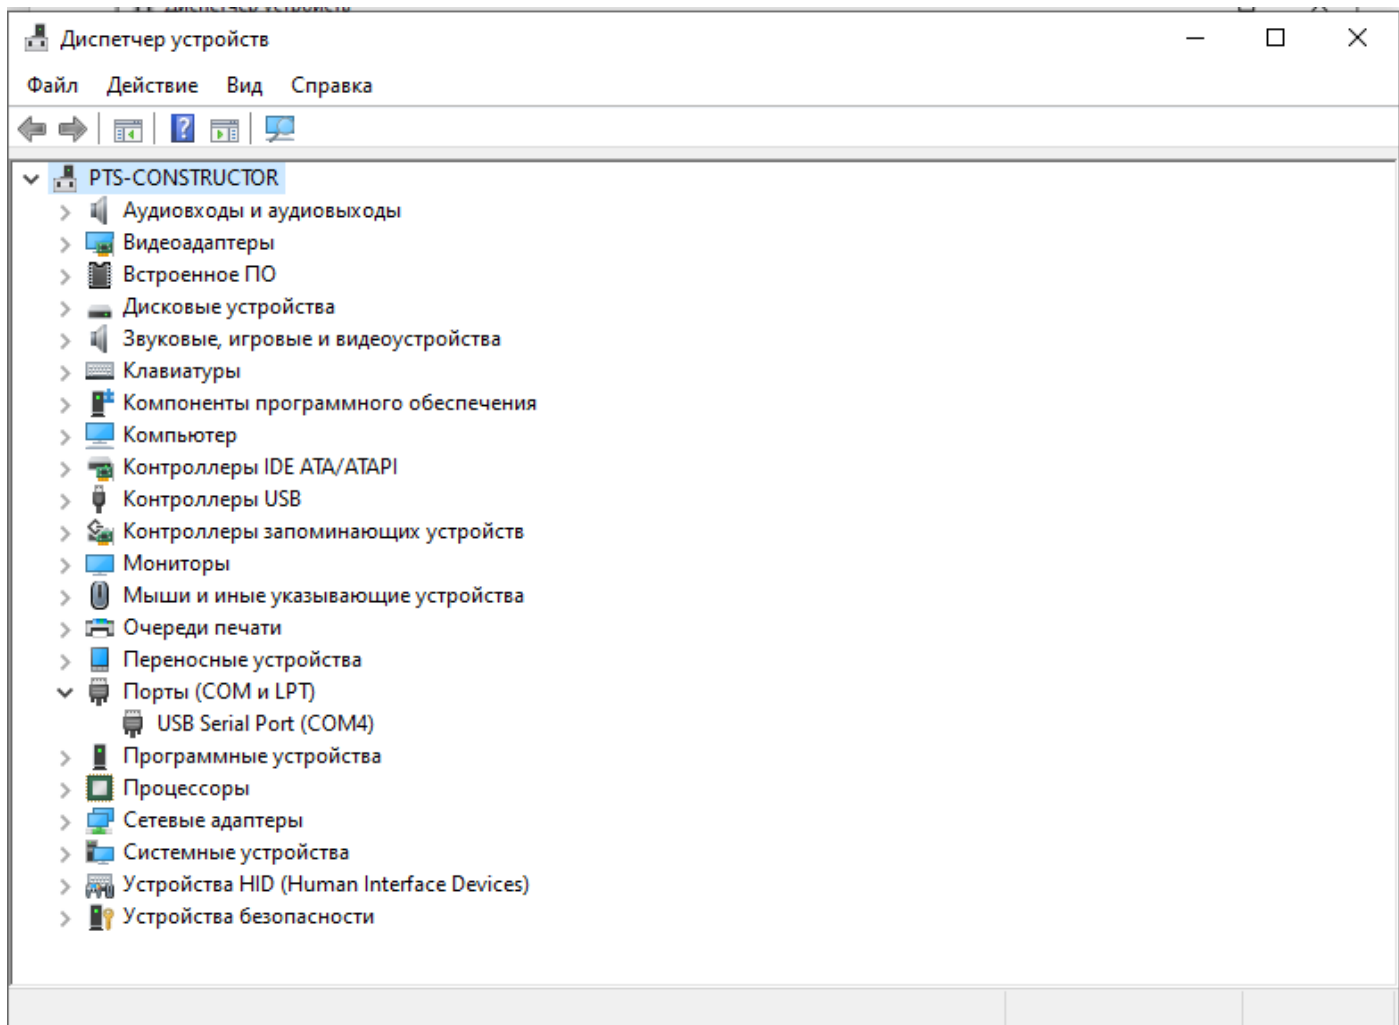 Диспетчер устройств
Файл Действие Вид Справка
PTS-CONSTRUCTOR
Аудиовходы и аудиовыходы
Видеоадаптеры
Встроенное ПО
Дисковые устройства
Звуковые, игровые и видеоустройства
Клавиатуры
Компоненты программного обеспечения
Компьютер
Контроллеры IDE ATA/ATAPI
Контроллеры USB
Контроллеры запоминающих устройств
Мониторы
Мыши и иные указывающие устройства
Очереди печати
Переносные устройства
Порты (COM и LPT)
USB Serial Port (COM4)
Программные устройства
Процессоры
Сетевые адаптеры
Системные устройства
Устройства HID (Human Interface Devices)
Устройства безопасности